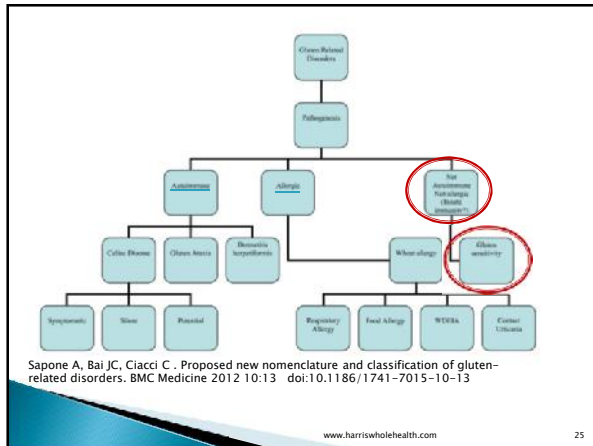 Gluten Related
Disorders
Pathogenesis
Autoimmune
Allergic
Not
Autoimmune
Not allergic
(Innate
immunity?)
Celiac Disease
Gluten Ataxia
Dermatitis
herpetiformis
Wheat allergy
Gluten
sensitivity
Symptomatic
Silent
Potential
Respiratory
Allergy
Food Allergy
WDEIA
Contact
Urticaria
Sapone A, Bai JC, Ciacci C . Proposed new nomenclature and classification of gluten-
related disorders. BMC Medicine 2012 10:13 doi:10.1186/1741-7015-10-13
www.harriswholehealth.com
25